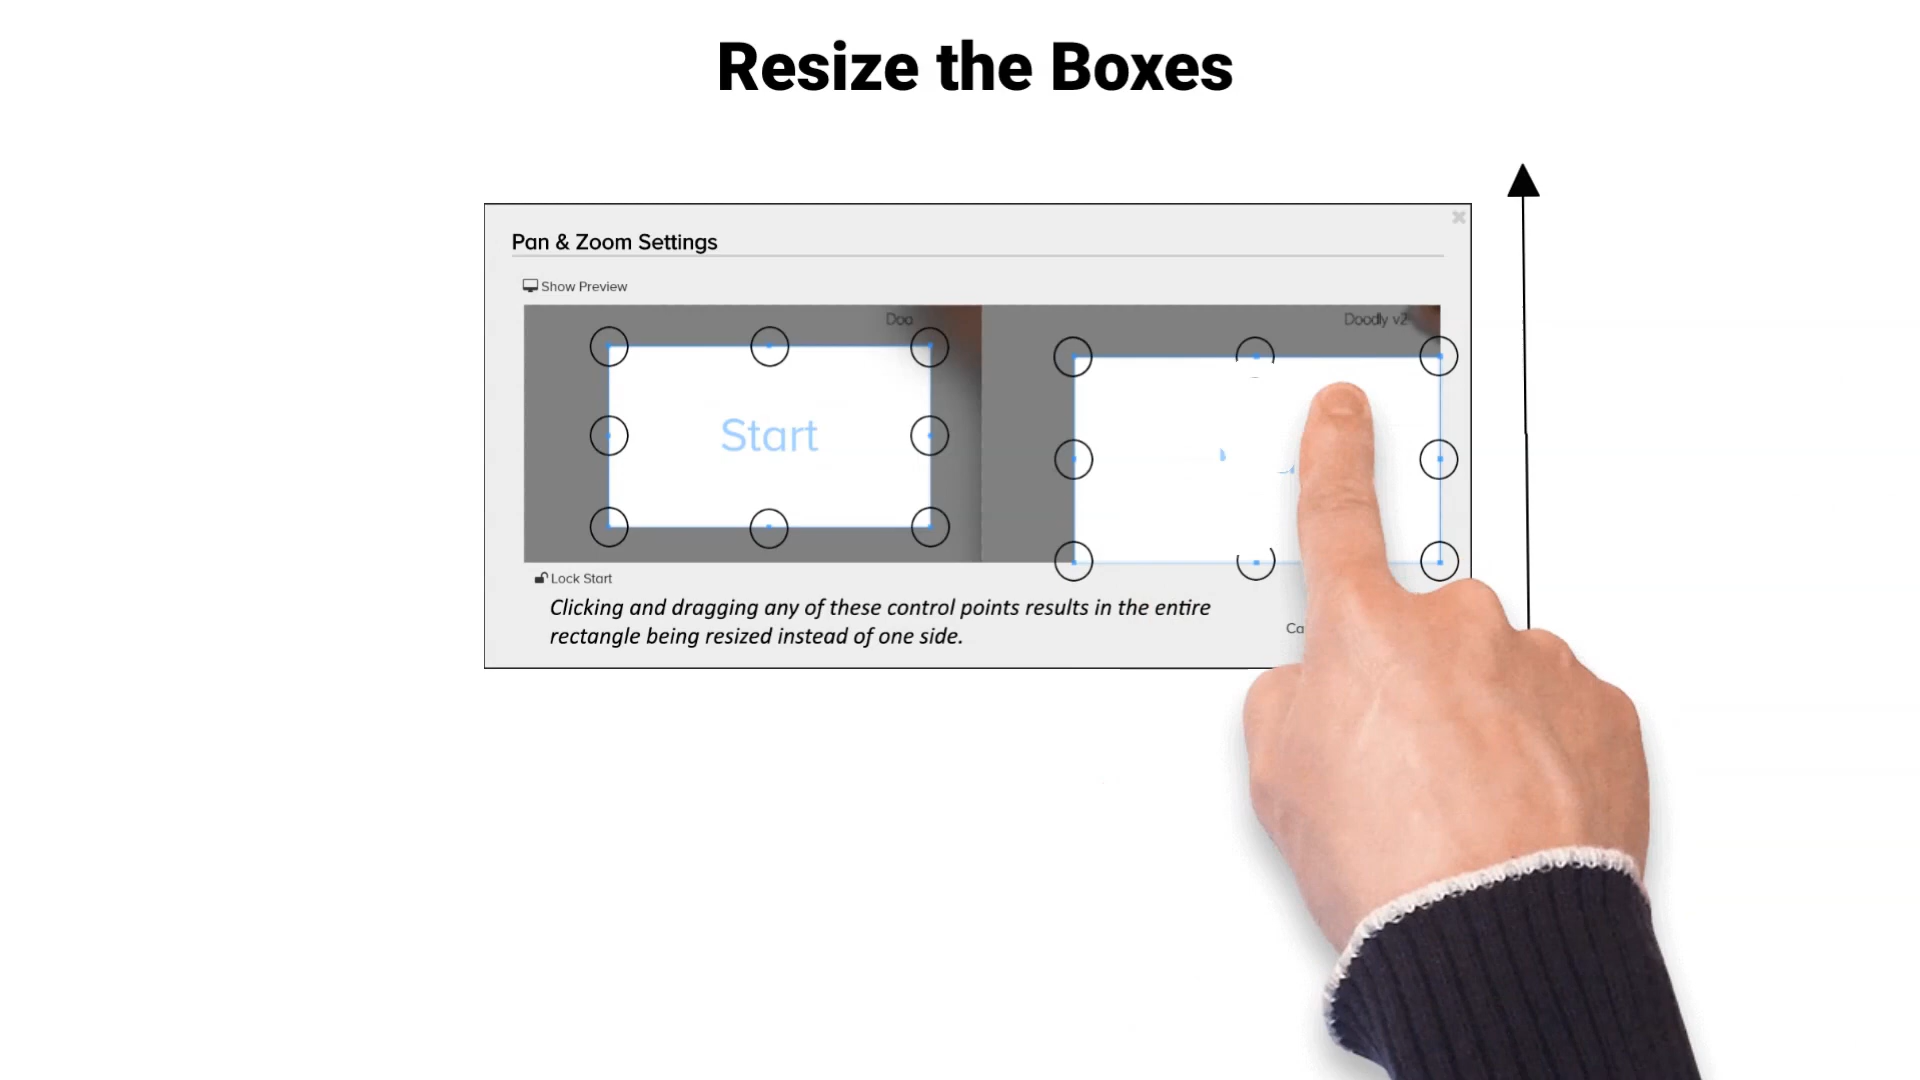 Resize the Boxes
Pan & Zoom Settings
Show Preview
Doo
Doodly v2
Start
Lock Start
Clicking and dragging any of these control points results in the entire
rectangle being resized instead of one side.
Ca